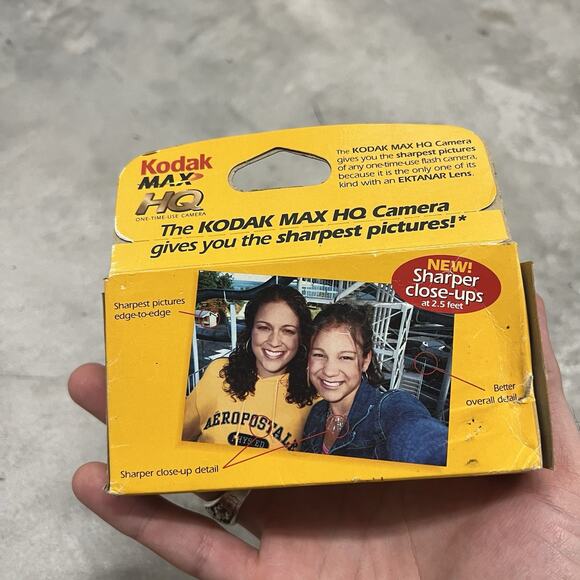 Kodak
MAX
HQ
ONE-TIME-USE CAMERA
The KODAK MAX HQ Camera
gives you the sharpest pictures
of any one-time-use flash camera,
because it is the only one of its
kind with an EKTANAR Lens.
The KODAK MAX HQ Camera
gives you the sharpest pictures!*
NEW!
Sharper
close-ups
at 2.5 feet
Sharpest pictures
edge-to-edge
AÉROPOSTALE
PHYS ED
Better
overall detail
Sharper close-up detail